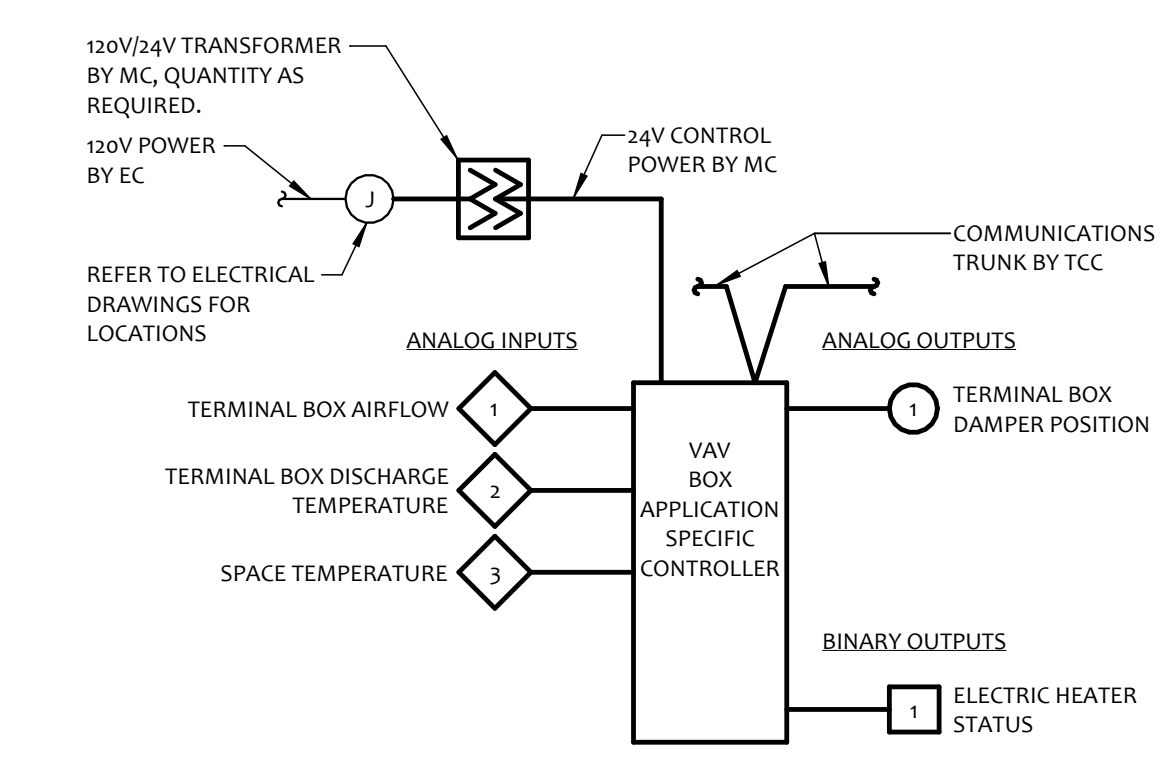 120V/24V TRANSFORMER
BY MC, QUANTITY AS
REQUIRED.
120V POWER
BY EC
24V CONTROL
POWER BY MC
J
COMMUNICATIONS
TRUNK BY TCC
REFER TO ELECTRICAL
DRAWINGS FOR
LOCATIONS
ANALOG INPUTS
ANALOG OUTPUTS
TERMINAL BOX AIRFLOW
1
1
TERMINAL BOX
DAMPER POSITION
VAV
BOX
APPLICATION
SPECIFIC
CONTROLLER
TERMINAL BOX DISCHARGE
TEMPERATURE
2
SPACE TEMPERATURE
3
BINARY OUTPUTS
1
ELECTRIC HEATER
STATUS